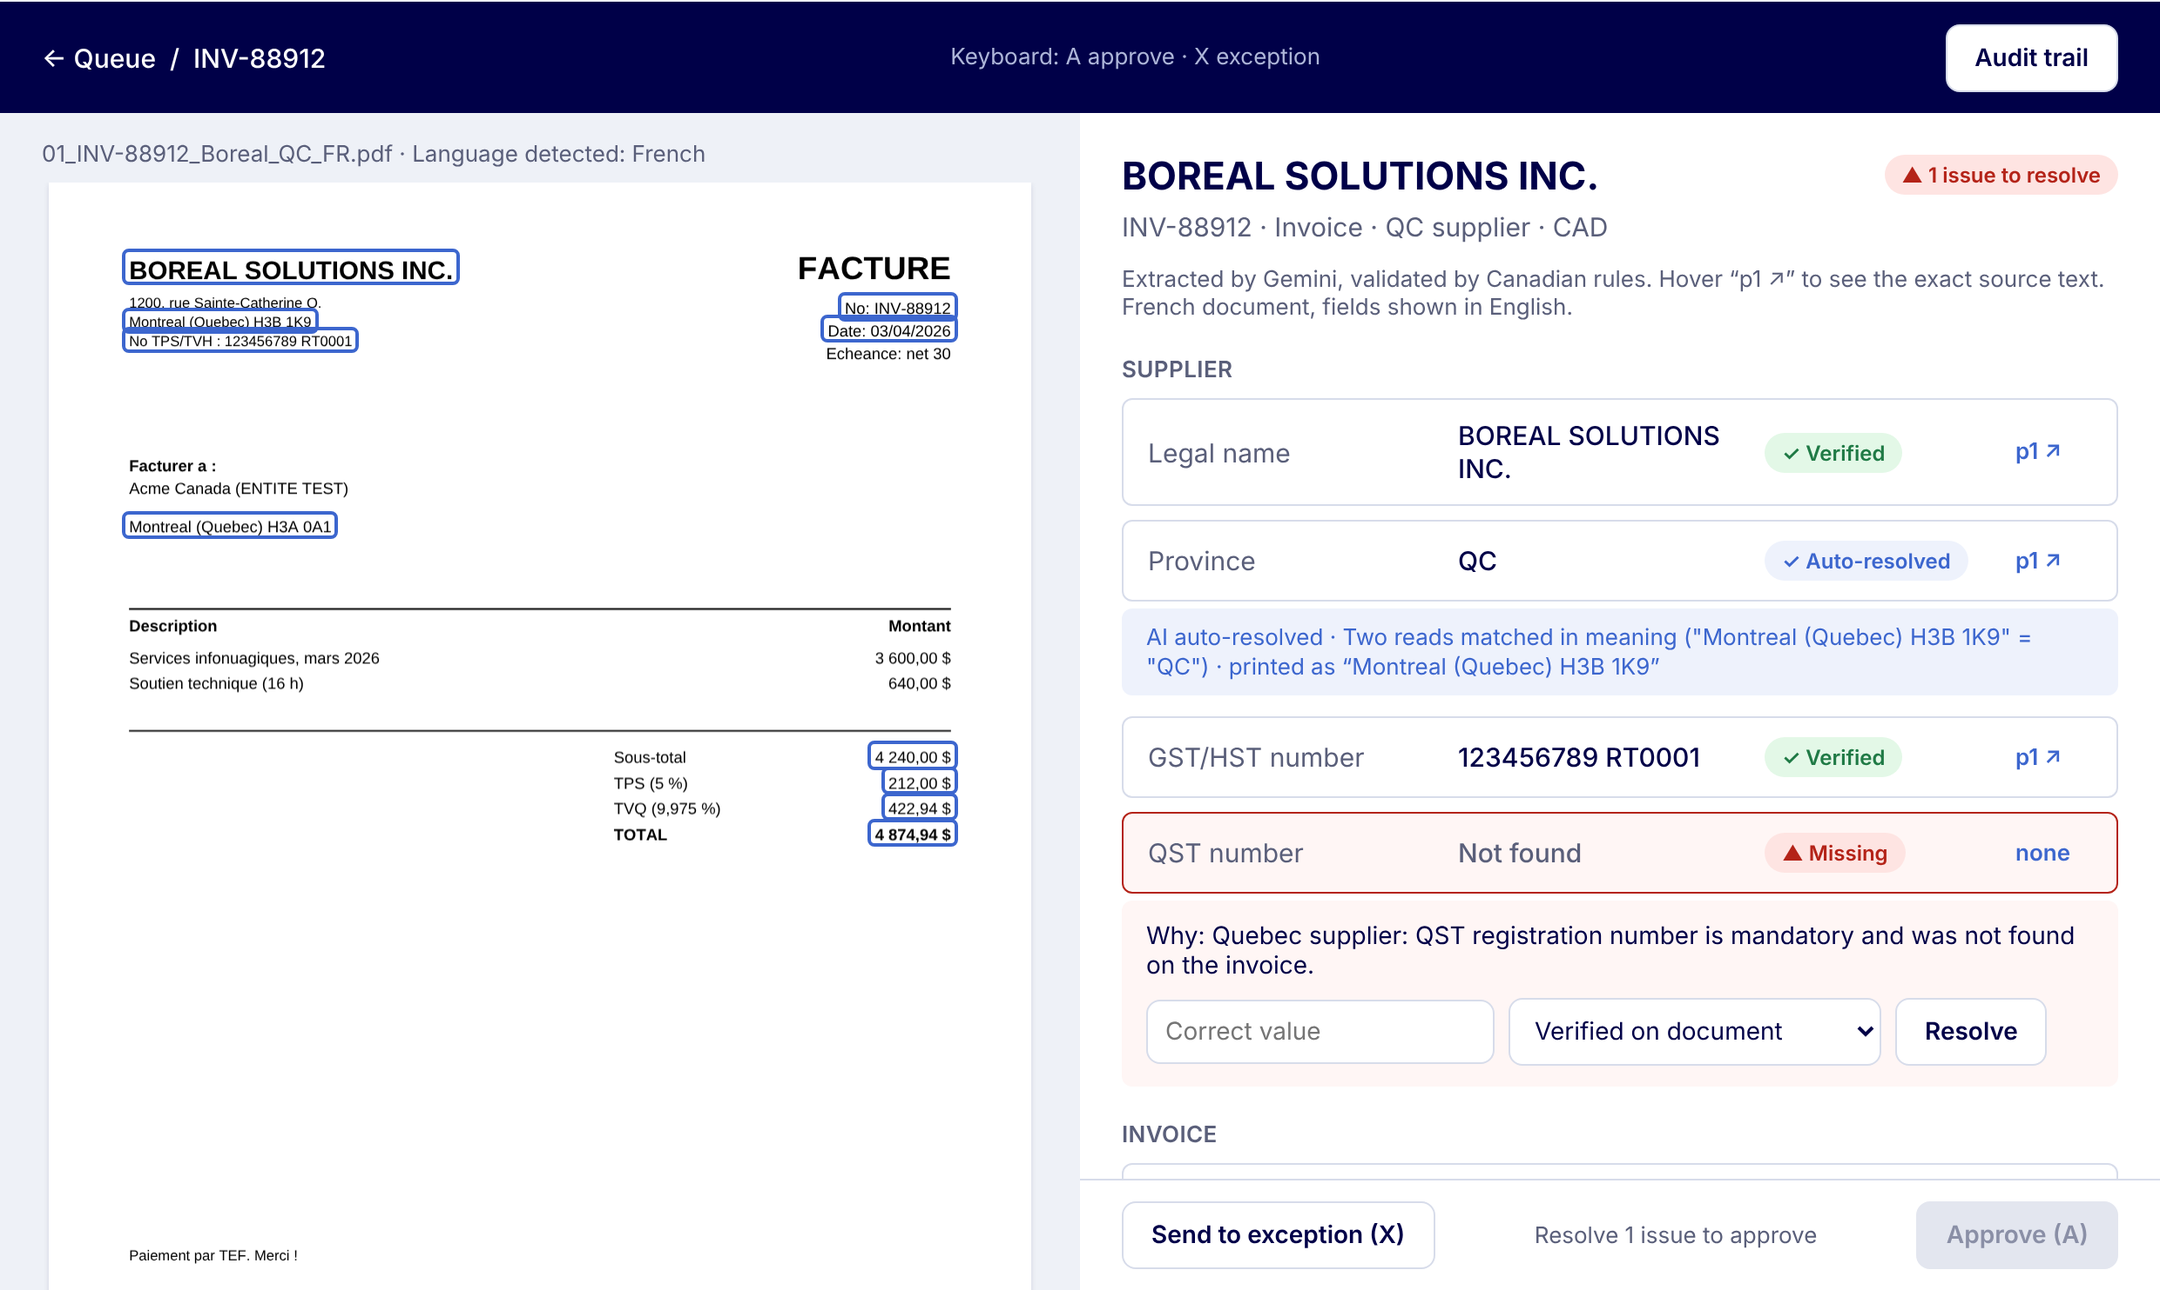 ← Queue / INV-88912
Keyboard: A approve · X exception
Audit trail
01_INV-88912_Boreal_QC_FR.pdf · Language detected: French
BOREAL SOLUTIONS INC.
1200, rue Sainte-Catherine O.
Montreal (Quebec) H3B 1K9
No TPS/TVH : 123456789 RT0001
FACTURE
No: INV-88912
Date: 03/04/2026
Echeance: net 30
Facturer a :
Acme Canada (ENTITE TEST)
Montreal (Quebec) H3A 0A1
Description Montant
Services infonuagiques, mars 2026 3 600,00 $
Soutien technique (16 h) 640,00 $
Sous-total 4 240,00 $
TPS (5 %) 212,00 $
TVQ (9,975 %) 422,94 $
TOTAL 4 874,94 $
Paiement par TEF. Merci !
BOREAL SOLUTIONS INC.
▲ 1 issue to resolve
INV-88912 · Invoice · QC supplier · CAD
Extracted by Gemini, validated by Canadian rules. Hover “p1 ↗” to see the exact source text.
French document, fields shown in English.
SUPPLIER
Legal name BOREAL SOLUTIONS
INC. ✓ Verified p1 ↗
Province QC ✓ Auto-resolved p1 ↗
AI auto-resolved · Two reads matched in meaning ("Montreal (Quebec) H3B 1K9" =
"QC") · printed as “Montreal (Quebec) H3B 1K9”
GST/HST number 123456789 RT0001 ✓ Verified p1 ↗
QST number Not found ▲ Missing none
Why: Quebec supplier: QST registration number is mandatory and was not found
on the invoice.
Correct value Verified on document Resolve
INVOICE
Send to exception (X) Resolve 1 issue to approve Approve (A)